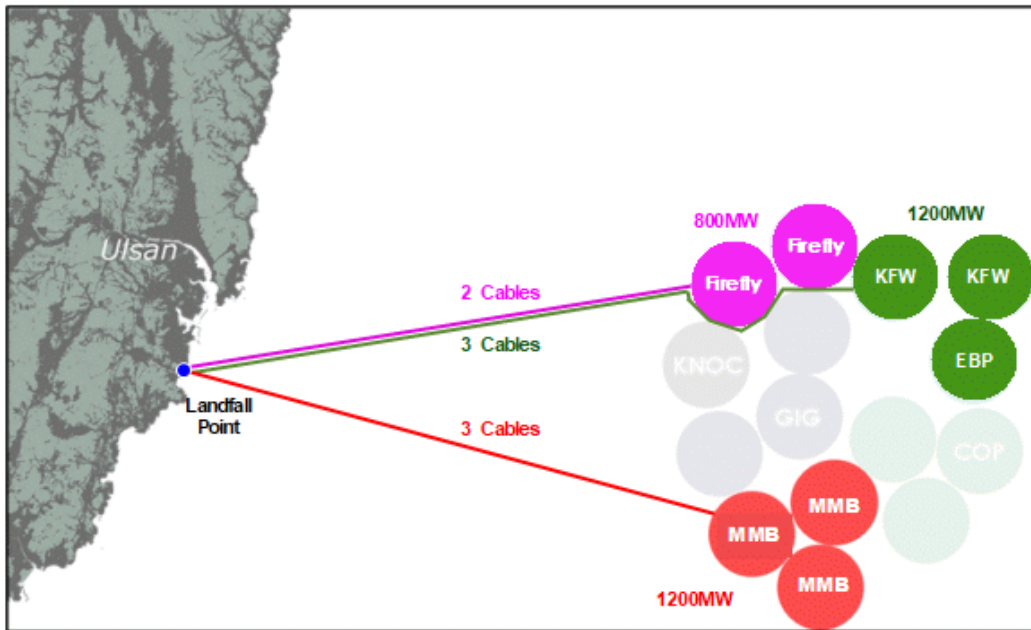 800MW
1200MW
Firefly
Ulsan
Firefly
KFW
KFW
2 Cables
3 Cables
EBP
KNOC
Landfall
Point
GIG
3 Cables
COP
MMB
MMB
MMB
1200MW